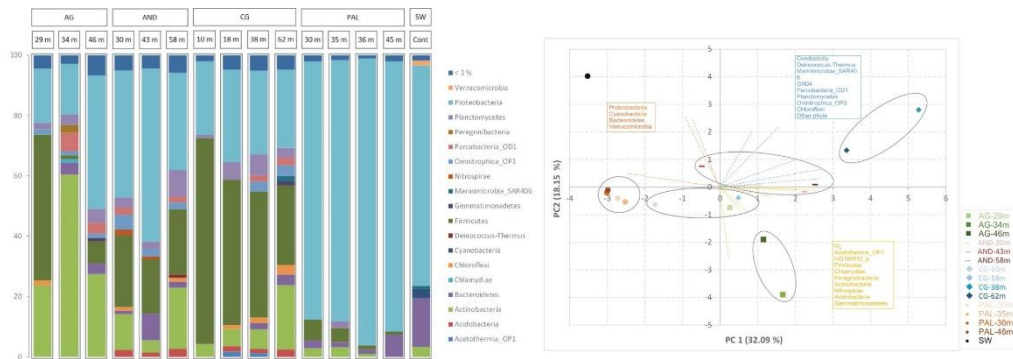 AG AND CG PAL SW
29 m 34 m 46 m 30 m 43 m 58 m 10 m 18 m 38 m 62 m 30 m 35 m 36 m 45 m Cont
100
80
60
40
20
0
< 1 %
Verrucomicrobia
Proteobacteria
Planctomycetes
Peregrinibacteria
Parcubacteria_OD1
Omnitrophica_OP3
Nitrospirae
Marinimicrobia_SAR406
Gemmatimonadetes
Firmicutes
Deinococcus-Thermus
Cyanobacteria
Chloroflexi
Chlamydiae
Bacteroidetes
Actinobacteria
Acidobacteria
Acetothermia_OP1
PC2 (18.15 %)
5
4
3
2
1
0
-1
-2
-3
-4
-5
-4 -3 -2 -1 0 1 2 3 4 5 6
PC 1 (32.09 %)
Proteobacteria
Cyanobacteria
Bacteroidetes
Verrucomicrobia
Conductivity
Deinococcus-Thermus
Marinimicrobia_SAR40
6
GN04
Parcubacteria_OD1
Planctomycetes
Omnitrophica_OP3
Chloroflexi
Other phyla
Acetothermia_OP1
Firmicutes
Chlamidiae
Peregrinibacteria
Actinobacteria
Nitrospirae
Acidobacteria
Gemmatimonadetes
AG-29m
AG-34m
AG-46m
AND-30m
AND-43m
AND-58m
CG-10m
CG-18m
CG-38m
CG-62m
PAL-30m
PAL-35m
PAL-36m
PAL-46m
SW